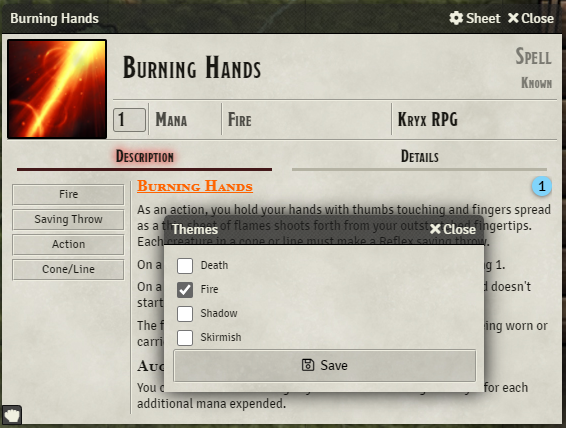 Burning Hands
Sheet
Close
Burning Hands
Spell
Known
1
Mana
Fire
Kryx RPG
Description
Details
Fire
Saving Throw
Action
Cone/Line
Burning Hands
1
As an action, you hold your hands with thumbs touching and fingers spread
as a thin sheet of flames shoots forth from your outstretched fingertips.
Each creature in a cone or line must make a Reflex saving throw.
Themes
Close
On a
1.
On a
doesn't
start
The f
being worn or
carri
Death
Fire
Shadow
Skirmish
Save
You c
for each
additional mana expended.